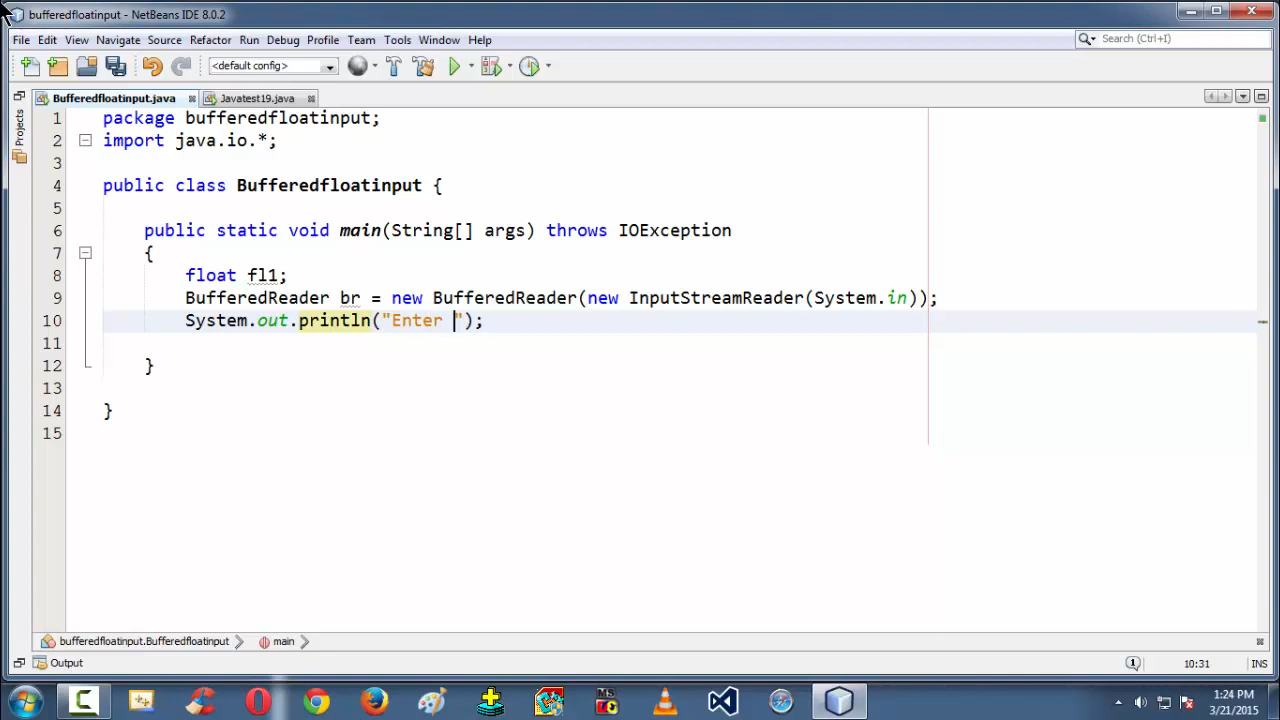 bufferedfloatinput - NetBeans IDE 8.0.2
File Edit View Navigate Source Refactor Run Debug Profile Team Tools Window Help
Search (Ctrl+I)
<default config>
Bufferedfloatinput.java Javatest19.java
Projects
1 package bufferedfloatinput;
2 import java.io.*;
3
4 public class Bufferedfloatinput {
5
6 public static void main(String[] args) throws IOException
7 {
8 float fl1;
9 BufferedReader br = new BufferedReader(new InputStreamReader(System.in));
10 System.out.println("Enter ");
11
12 }
13
14 }
15
bufferedfloatinput.Bufferedfloatinput main
Output
1
10:31 INS
MS
1:24 PM
3/21/2015